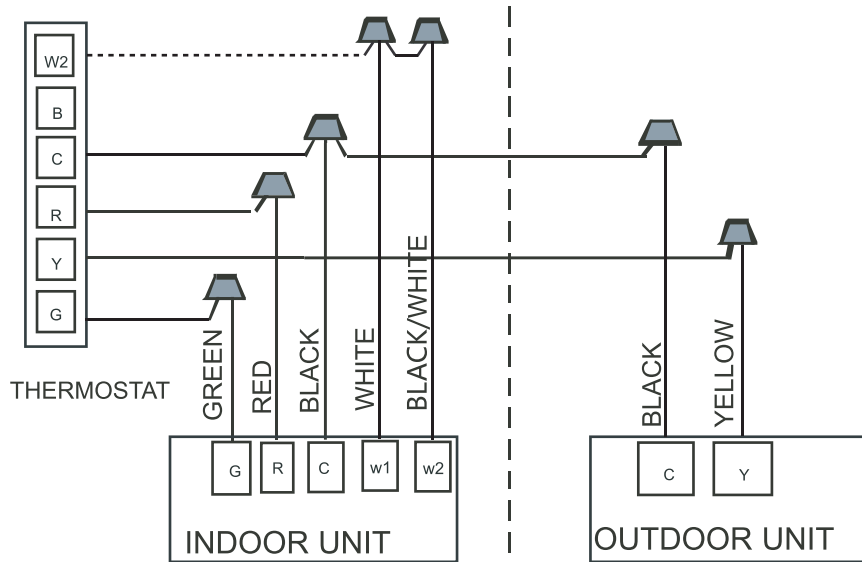 W2
B
C
R
Y
G
THERMOSTAT
GREEN
RED
BLACK
WHITE
BLACK/WHITE
BLACK
YELLOW
G
R
C
w1
w2
INDOOR UNIT
C
Y
OUTDOOR UNIT